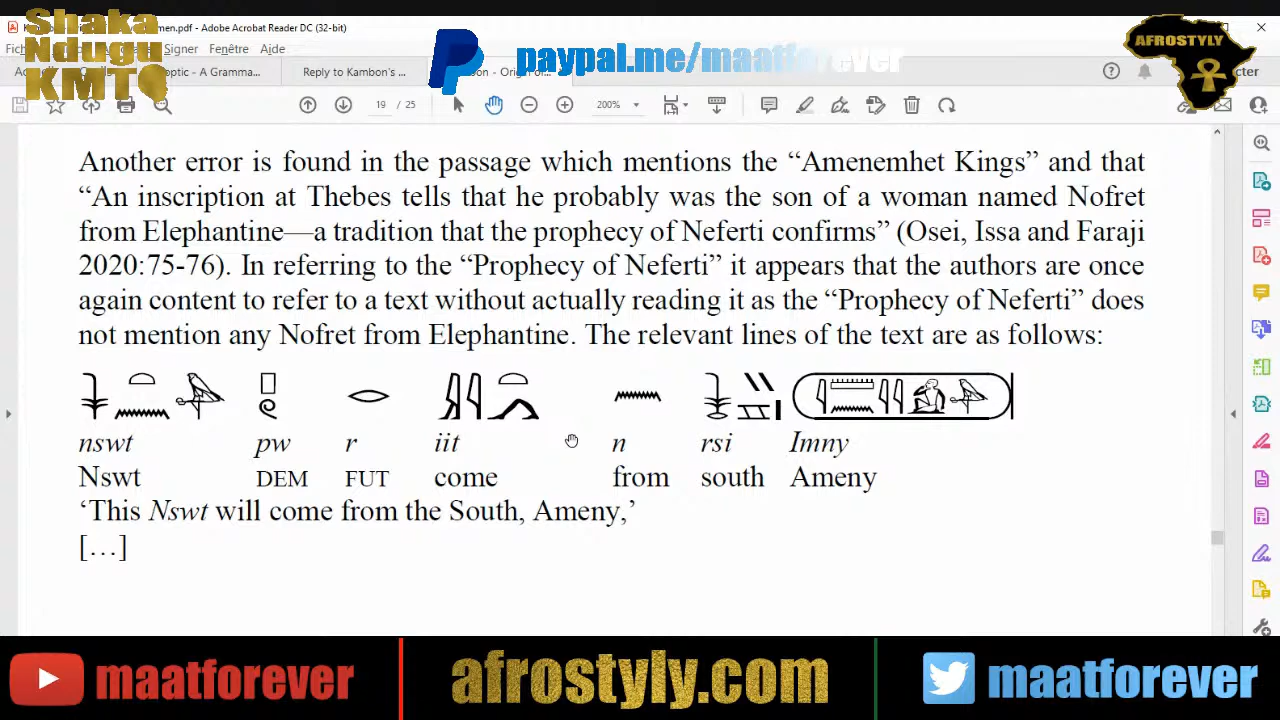 Shaka
Ndugu
KMT
men.pdf - Adobe Acrobat Reader DC (32-bit)
Signer Fenêtre Aide
paypal.me/maatforever
AFROSTYLY
optic - A Gramma...
Reply to Kambon's ...
19 / 25
200%
Another error is found in the passage which mentions the “Amenemhet Kings” and that
“An inscription at Thebes tells that he probably was the son of a woman named Nofret
from Elephantine—a tradition that the prophecy of Neferti confirms” (Osei, Issa and Faraji
2020:75-76). In referring to the “Prophecy of Neferti” it appears that the authors are once
again content to refer to a text without actually reading it as the “Prophecy of Neferti” does
not mention any Nofret from Elephantine. The relevant lines of the text are as follows:
nswt pw r iit n rsi Imny
Nswt DEM FUT come from south Ameny
‘This Nswt will come from the South, Ameny,’
[…]
maatforever
afrostyly.com
maatforever